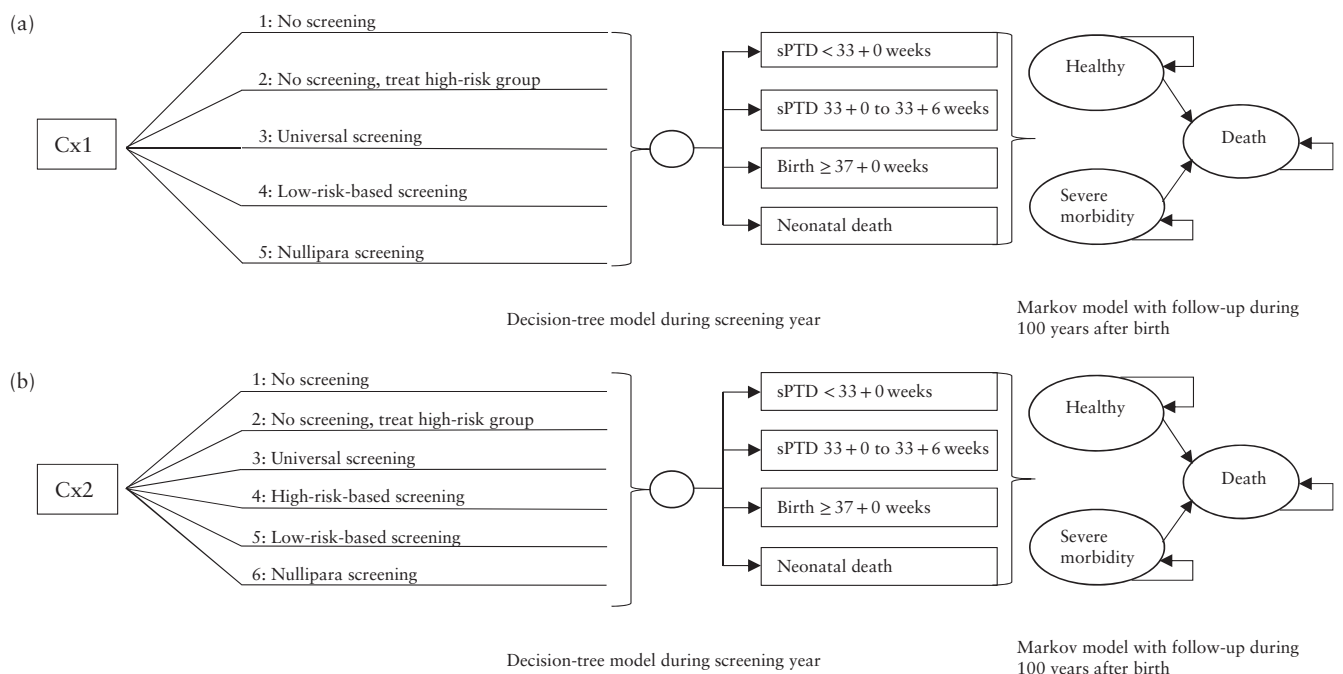 (a)
Cx1
1: No screening
2: No screening, treat high-risk group
3: Universal screening
4: Low-risk-based screening
5: Nullipara screening
sPTD < 33 + 0 weeks
sPTD 33 + 0 to 33 + 6 weeks
Birth ≥ 37 + 0 weeks
Neonatal death
Healthy
Severe
morbidity
Death
Decision-tree model during screening year
Markov model with follow-up during
100 years after birth
(b)
Cx2
1: No screening
2: No screening, treat high-risk group
3: Universal screening
4: High-risk-based screening
5: Low-risk-based screening
6: Nullipara screening
sPTD < 33 + 0 weeks
sPTD 33 + 0 to 33 + 6 weeks
Birth ≥ 37 + 0 weeks
Neonatal death
Healthy
Severe
morbidity
Death
Decision-tree model during screening year
Markov model with follow-up during
100 years after birth